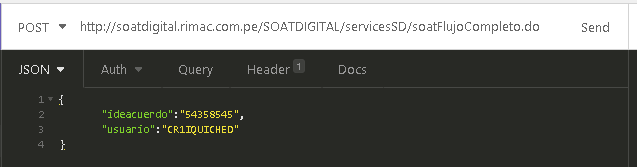 POST http://soatdigital.rimac.com.pe/SOATDIGITAL/servicesSD/soatFlujoCompleto.do Send
JSON Auth Query Header 1 Docs
1 {
2 "ideacuerdo":"54358545",
3 "usuario":"CR1IQUICHED"
4 }